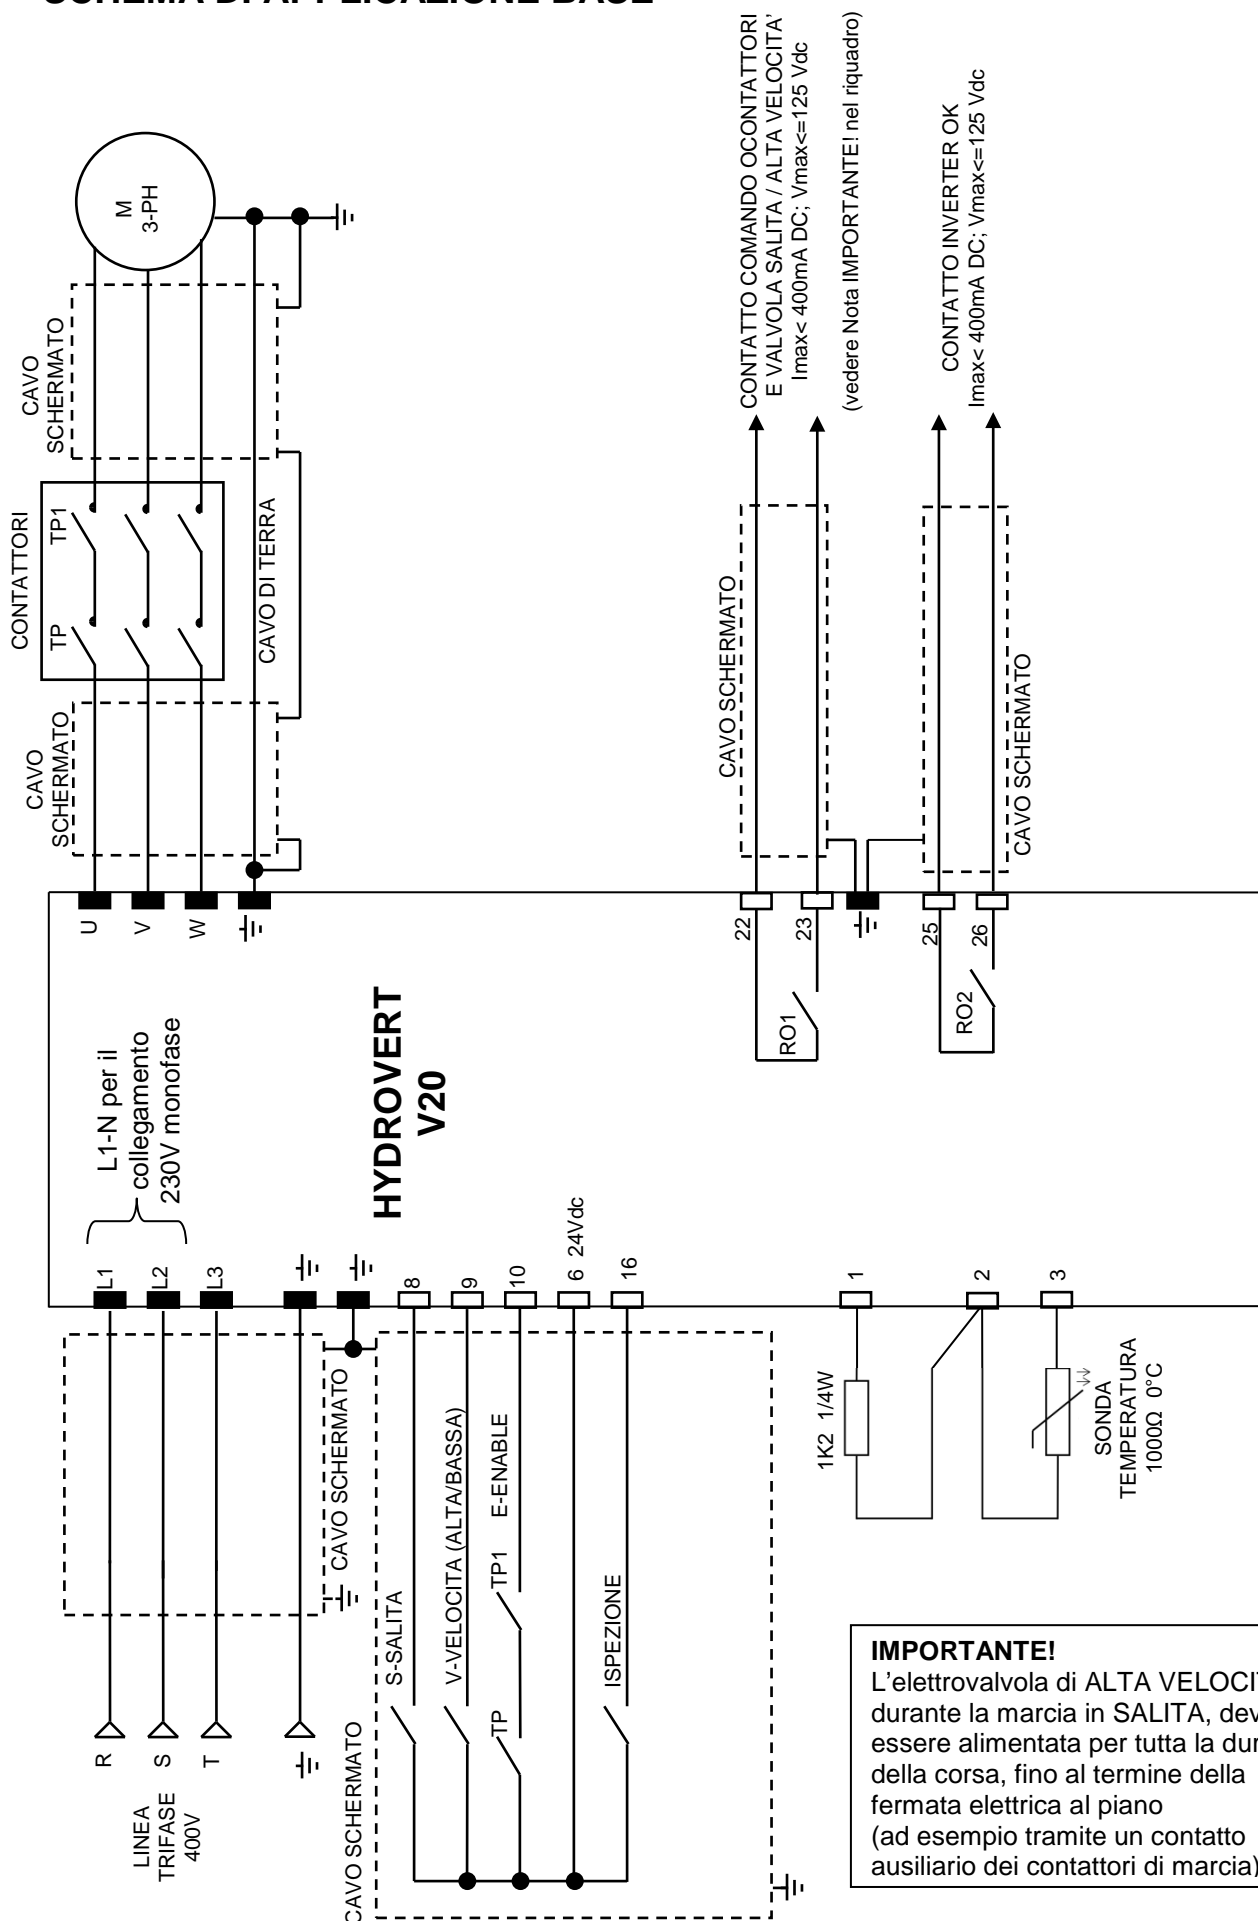 SCHEMA DI APPLICAZIONE BASE
M
3-PH
CAVO
SCHERMATO
CONTATTORI
TP
TP1
CAVO DI TERRA
CAVO
SCHERMATO
U
V
W
CONTATTO COMANDO OCONTATTORI
E VALVOLA SALITA / ALTA VELOCITA'
Imax< 400mA DC; Vmax<=125 Vdc
(vedere Nota IMPORTANTE! nel riquadro)
CONTATTO INVERTER OK
Imax< 400mA DC; Vmax<=125 Vdc
CAVO SCHERMATO
CAVO SCHERMATO
22
23
25
26
RO1
RO2
L1-N per il
collegamento
230V monofase
HYDROVERT
V20
L1
L2
L3
8
9
10
6 24Vdc
16
1
2
3
CAVO SCHERMATO
R
S
T
LINEA
TRIFASE
400V
CAVO SCHERMATO
S-SALITA
V-VELOCITA (ALTA/BASSA)
TP
TP1
E-ENABLE
ISPEZIONE
1K2 1/4W
SONDA
TEMPERATURA
1000Ω 0°C
IMPORTANTE!
L'elettrovalvola di ALTA VELOCIT
durante la marcia in SALITA, dev
essere alimentata per tutta la dur
della corsa, fino al termine della
fermata elettrica al piano
(ad esempio tramite un contatto
ausiliario dei contattori di marcia)